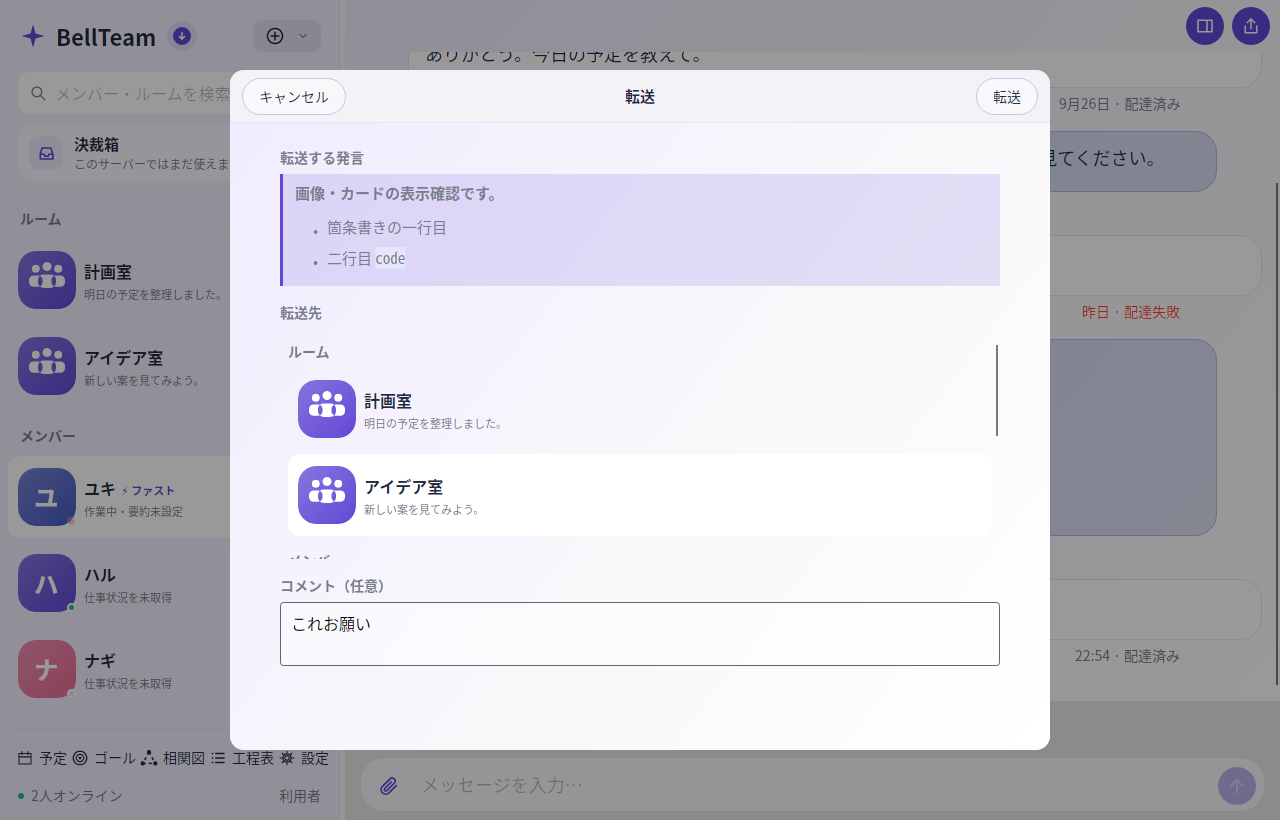 BellTeam
メンバー・ルームを検索
決裁箱
このサーバーではまだ使えま
ルーム
計画室
明日の予定を整理しました。
アイデア室
新しい案を見てみよう。
メンバー
ユ
ユキ ⚡ファスト
作業中・要約未設定
ハ
ハル
仕事状況を未取得
ナ
ナギ
仕事状況を未取得
予定 ゴール 相関図 工程表 設定
2人オンライン 利用者
ありがとう。今日の予定を教えて。
9月26日 · 配達済み
見てください。
昨日 · 配達失敗
22:54 · 配達済み
メッセージを入力…
キャンセル 転送 転送
転送する発言
画像・カードの表示確認です。
• 箇条書きの一行目
• 二行目 code
転送先
ルーム
計画室
明日の予定を整理しました。
アイデア室
新しい案を見てみよう。
メンバー
コメント（任意）
これお願い